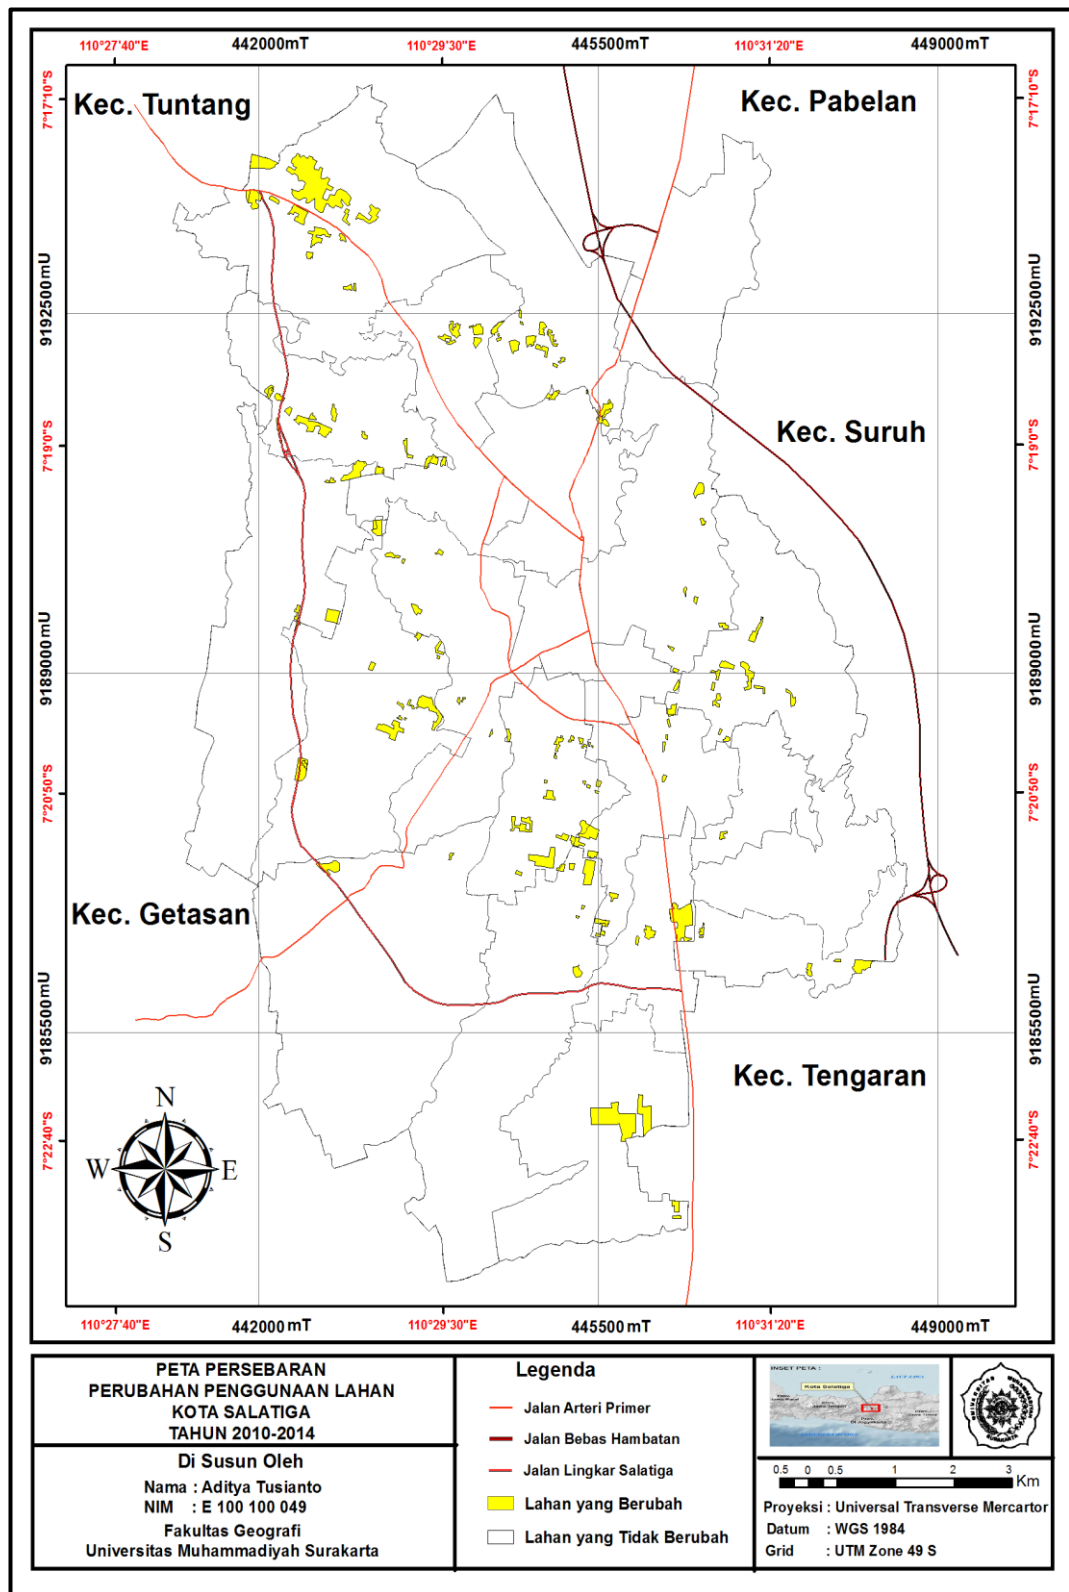 110°27'40"E 442000mT 110°29'30"E 445500mT 110°31'20"E 449000mT
7°17'10"S
7°17'10"S
Kec. Tuntang
Kec. Pabelan
9192500mU
9192500mU
Kec. Suruh
7°19'0"S
7°19'0"S
9189000mU
9189000mU
7°20'50"S
7°20'50"S
Kec. Getasan
9185500mU
9185500mU
Kec. Tengaran
7°22'40"S
7°22'40"S
N
W E
S
110°27'40"E 442000mT 110°29'30"E 445500mT 110°31'20"E 449000mT
PETA PERSEBARAN
PERUBAHAN PENGGUNAAN LAHAN
KOTA SALATIGA
TAHUN 2010-2014
Di Susun Oleh
Nama : Aditya Tusianto
NIM : E 100 100 049
Fakultas Geografi
Universitas Muhammadiyah Surakarta
Legenda
Jalan Arteri Primer
Jalan Bebas Hambatan
Jalan Lingkar Salatiga
Lahan yang Berubah
Lahan yang Tidak Berubah
INSET PETA :
Kota Salatiga
UNIVERSITAS MUHAMMADIYAH
SURAKARTA
0.5 0 0.5 1 2 3
Km
Proyeksi : Universal Transverse Mercartor
Datum : WGS 1984
Grid : UTM Zone 49 S